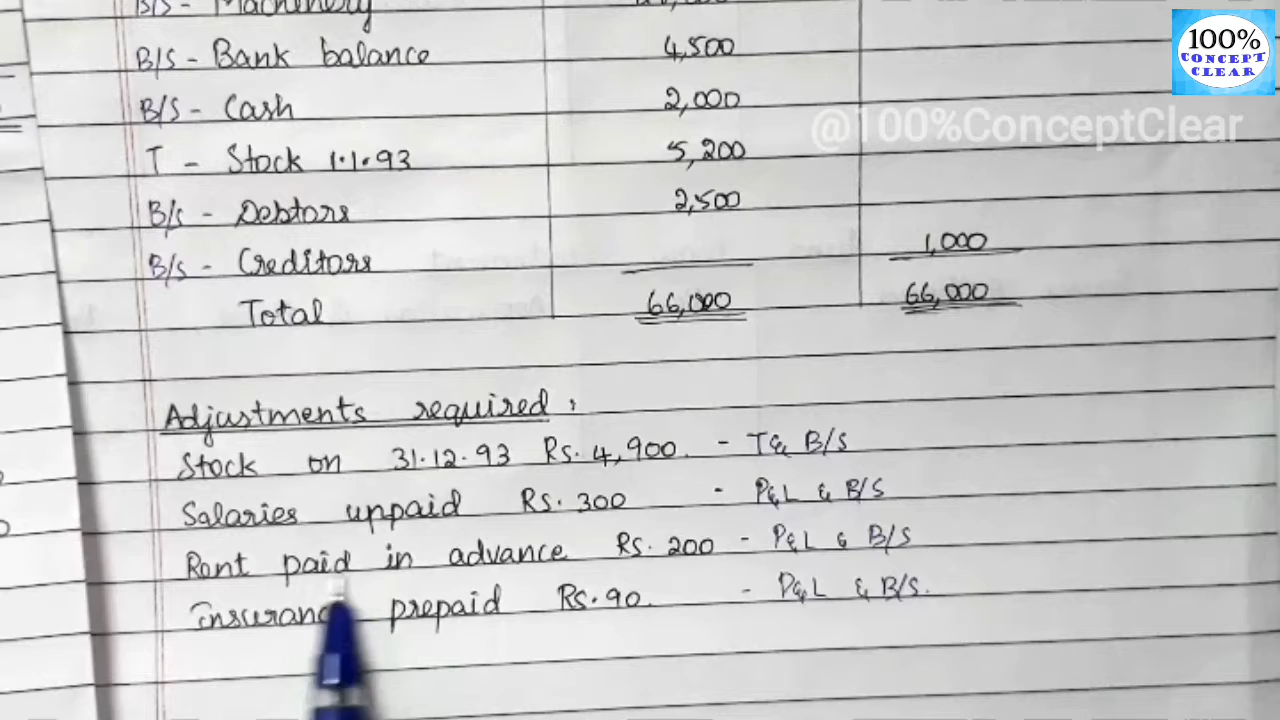 B/S - Machinery
B/S - Bank balance 4,500
B/S - Cash 2,000
T - Stock 1.1.93 5,200
B/S - Debtors 2,500
B/S - Creditors 1,000
Total 66,000 66,000
Adjustments required :
Stock on 31.12.93 Rs. 4,900. - T & B/S
Salaries unpaid Rs. 300 - P&L & B/S
Rent paid in advance Rs. 200 - P&L & B/S
prepaid Rs. 90. - P&L & B/S.
100%
CONCEPT
CLEAR
@100%ConceptClear